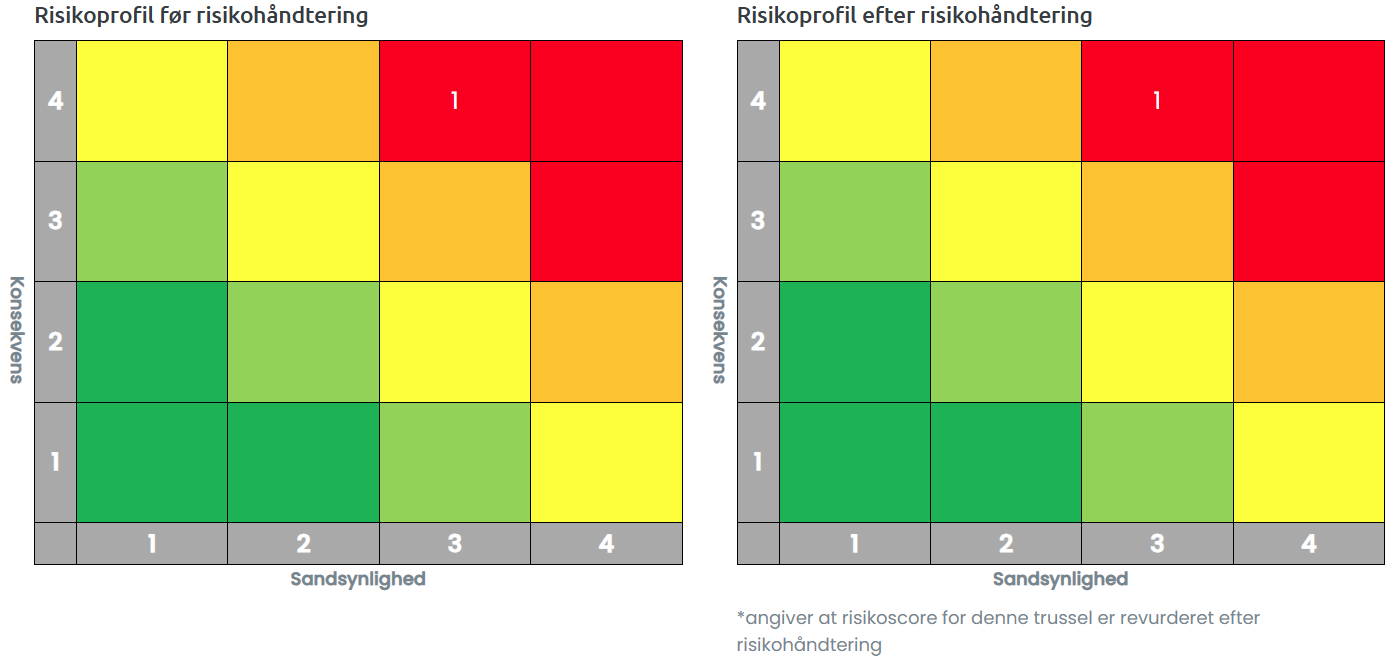 Risikoprofil før risikohåndtering
4
1
3
2
1
1 2 3 4
Konsekvens
Sandsynlighed
Risikoprofil efter risikohåndtering
4
1
3
2
1
1 2 3 4
Konsekvens
Sandsynlighed
*angiver at risikoscore for denne trussel er revurderet efter
risikohåndtering